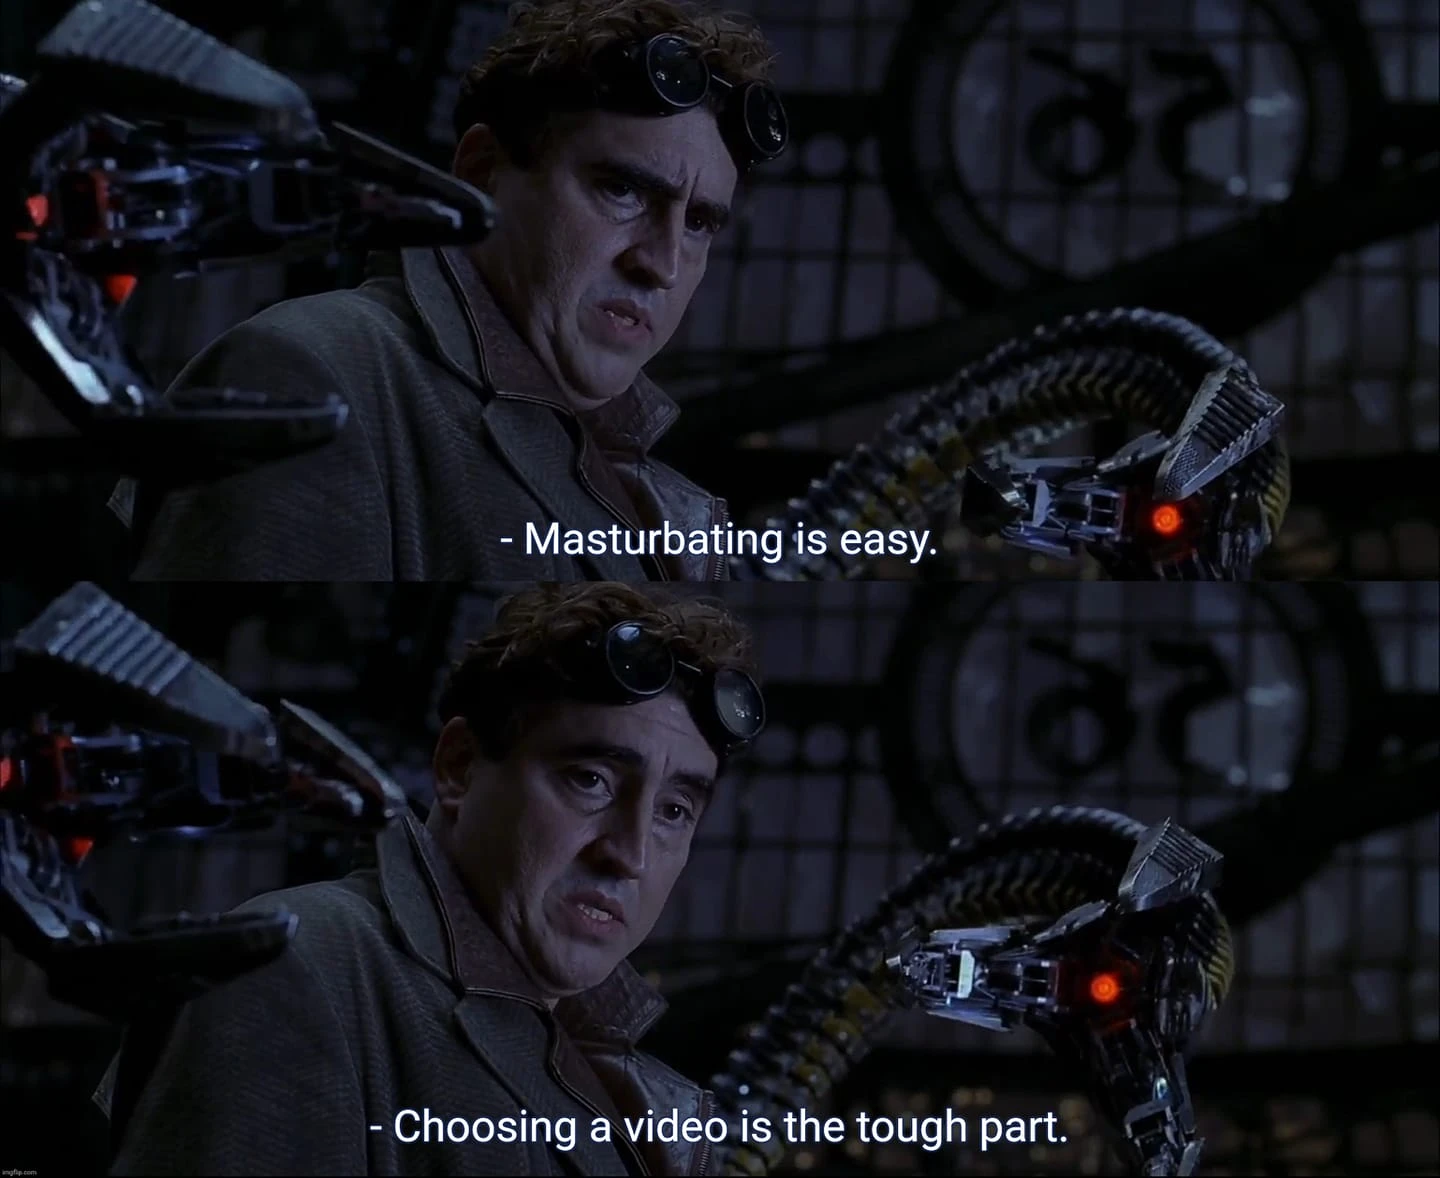 - Masturbating is easy.
- Choosing a video is the tough part.
imgflip.com